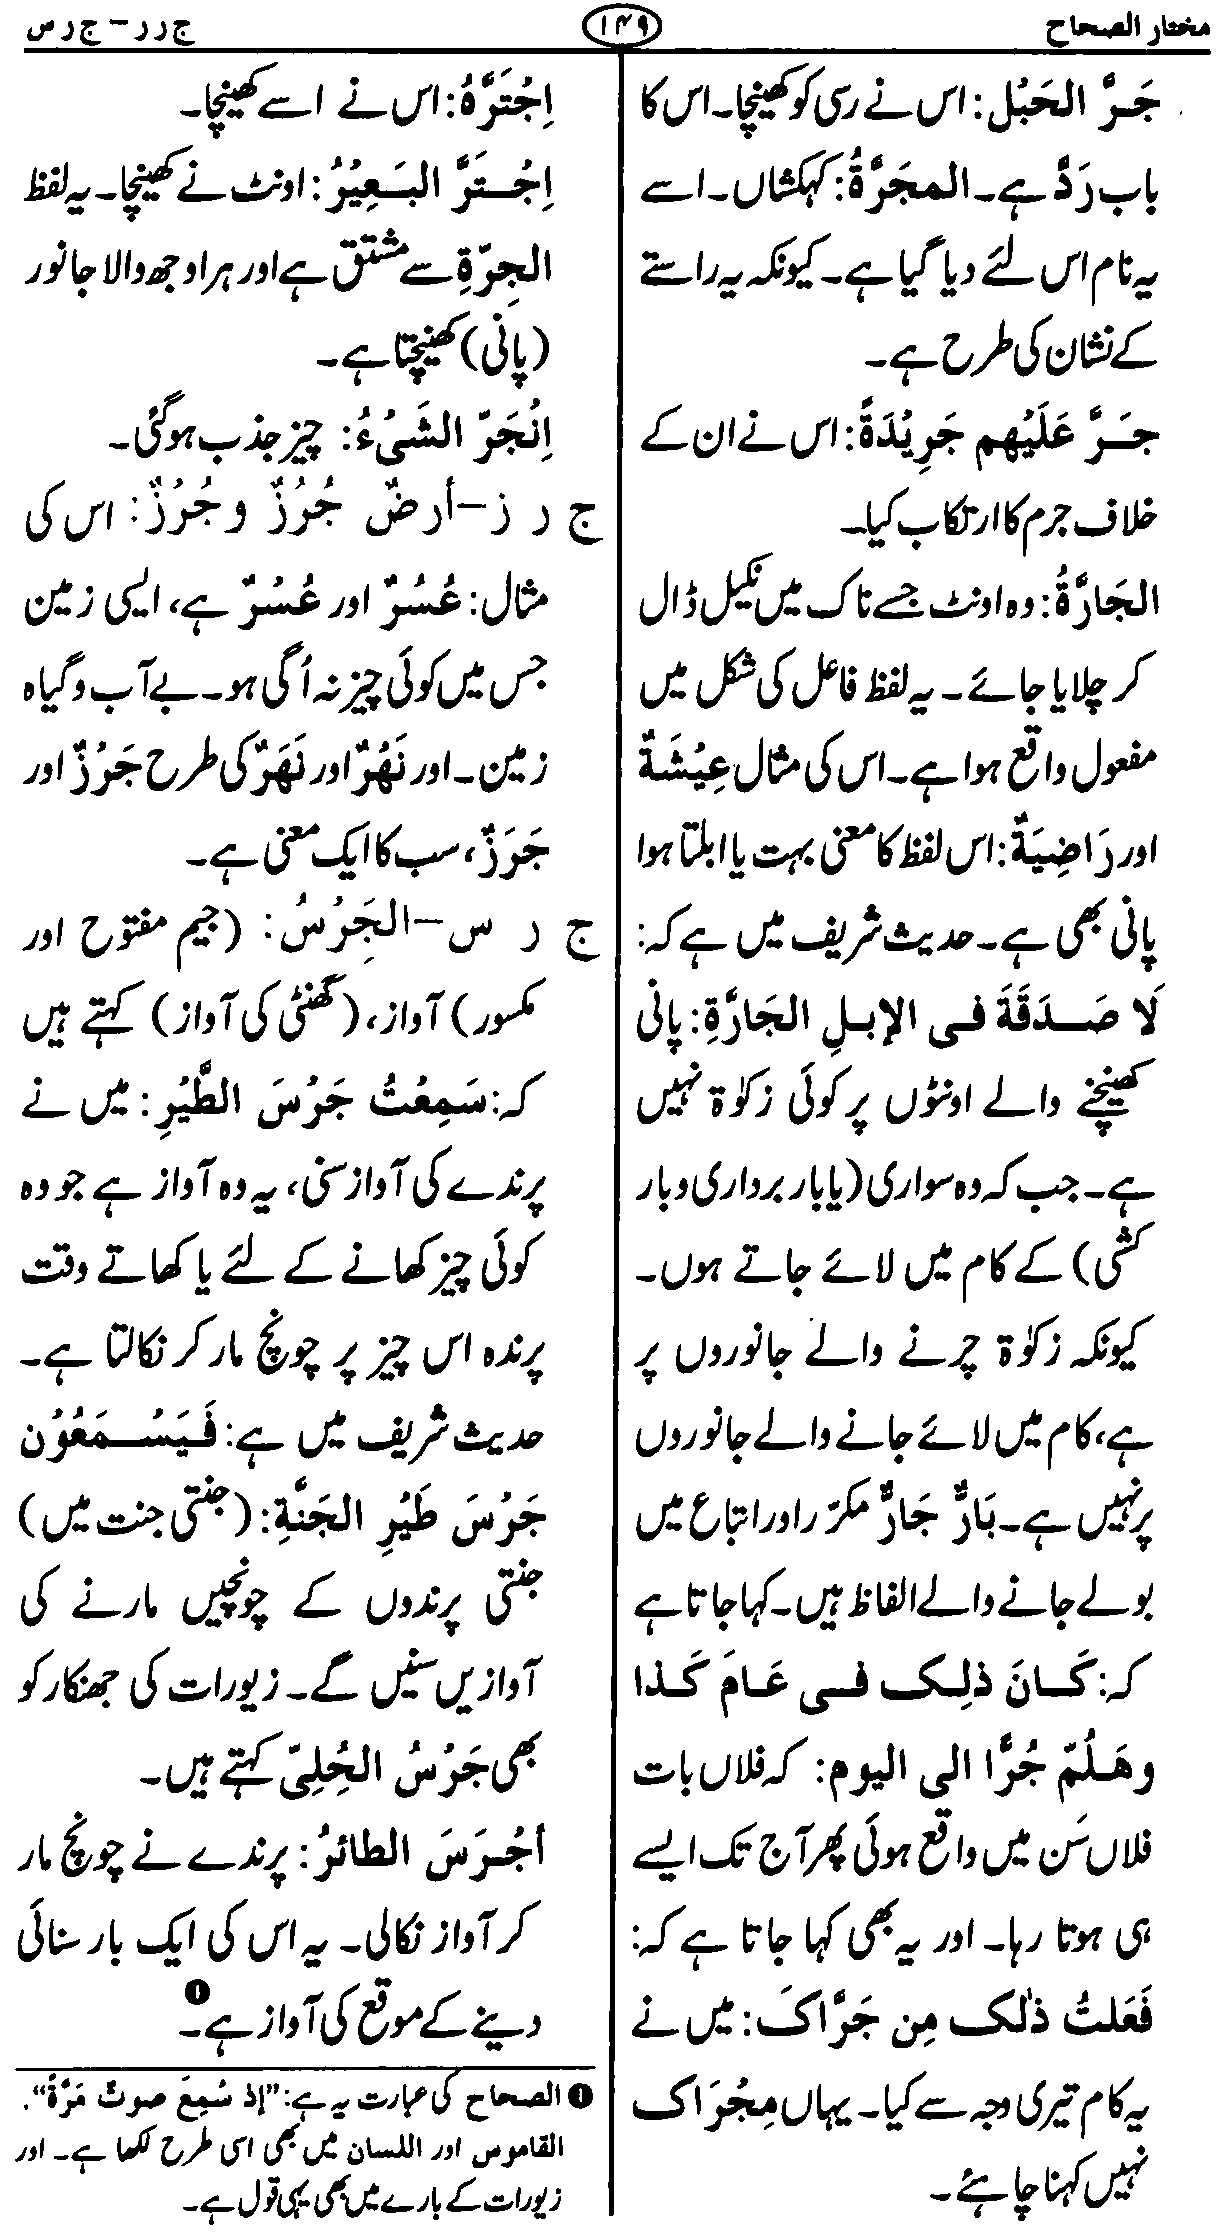 مختار الصحاح ۱۴۹ ج ر ر – ج ر س
جَرَّ الحَبْل: اس نے رسی کو کھینچا۔ اس کا
باب رَدَّ ہے۔ المجَرَّةُ: کہکشاں۔ اسے
یہ نام اس لئے دیا گیا ہے۔ کیونکہ یہ راستے
کے نشان کی طرح ہے۔
جَرَّ عَلَيْهم جَرِيْدَةً: اس نے ان کے
خلاف جرم کا ارتکاب کیا۔
الجَارَّةُ: وہ اونٹ جسے ناک میں نکیل ڈال
کر چلایا جائے۔ یہ لفظ فاعل کی شکل میں
مفعول واقع ہوا ہے۔ اس کی مثال عِيْشَةٌ
اور رَاضِيَةٌ: اس لفظ کا معنی بہت یا ابلتا ہوا
پانی بھی ہے۔ حدیث شریف میں ہے کہ:
لَا صَدَقَةَ فى الإبلِ الجَارَّةِ: پانی
کھینچنے والے اونٹوں پر کوئی زکوٰۃ نہیں
ہے۔ جب کہ وہ سواری (یا بار برداری و بار
کشی) کے کام میں لائے جاتے ہوں۔
کیونکہ زکوٰۃ چرنے والے جانوروں پر
ہے، کام میں لائے جانے والے جانوروں
پر نہیں ہے۔ بَارٌّ جَارٌّ مکرّر اور اتباع میں
بولے جانے والے الفاظ ہیں۔ کہا جاتا ہے
کہ: كَانَ ذلِک فى عَامَ كَذا
وهَلُمّ جُرًّا الى اليوم: کہ فلاں بات
فلاں سَن میں واقع ہوئی پھر آج تک ایسے
ہی ہوتا رہا۔ اور یہ بھی کہا جاتا ہے کہ:
فَعَلتُ ذٰلک مِن جَرَّاکَ: میں نے
یہ کام تیری وجہ سے کیا۔ یہاں مِجْرَاک
نہیں کہنا چاہئے۔
اِجْتَرَّهُ: اس نے اسے کھینچا۔
اِجْتَرَّ البَعِيْرُ: اونٹ نے کھینچا۔ یہ لفظ
الجِرّةِ سے مشتق ہے اور ہر اوجھ والا جانور
(پانی) کھینچتا ہے۔
اِنْجَرّ الشَىْءُ: چیز جذب ہوگئی۔
ج ر ز – أرضٌ جُرُزٌ و جُرْزٌ: اس کی
مثال: عُسُرٌ اور عُسْرٌ ہے، ایسی زمین
جس میں کوئی چیز نہ اُگی ہو۔ بے آب و گیاہ
زمین۔ اور نَهْرٌ اور نَهَرٌ کی طرح جَرْزٌ اور
جَرَزٌ، سب کا ایک معنی ہے۔
ج ر س – الجَِرْسُ: (جیم مفتوح اور
مکسور) آواز، (گھنٹی کی آواز) کہتے ہیں
کہ: سَمِعْتُ جَرْسَ الطَّيْرِ: میں نے
پرندے کی آواز سنی، یہ وہ آواز ہے جو وہ
کوئی چیز کھانے کے لئے یا کھاتے وقت
پرندہ اس چیز پر چونچ مار کر نکالتا ہے۔
حدیث شریف میں ہے: فَيَسْمَعُوْن
جَرْسَ طَيْرِ الجَنَّةِ: (جنتی جنت میں)
جنتی پرندوں کے چونچیں مارنے کی
آوازیں سنیں گے۔ زیورات کی جھنکار کو
بھی جَرْسُ الحُلِىّ کہتے ہیں۔
أجْرَسَ الطائرُ: پرندے نے چونچ مار
کر آواز نکالی۔ یہ اس کی ایک بار سنائی
دینے کے موقع کی آواز ہے۔ ❶
❶ الصحاح کی عبارت یہ ہے: "إذ سُمِعَ صوتٌ مَرَّةً".
القاموس اور اللسان میں بھی اسی طرح لکھا ہے۔ اور
زیورات کے بارے میں بھی یہی قول ہے۔